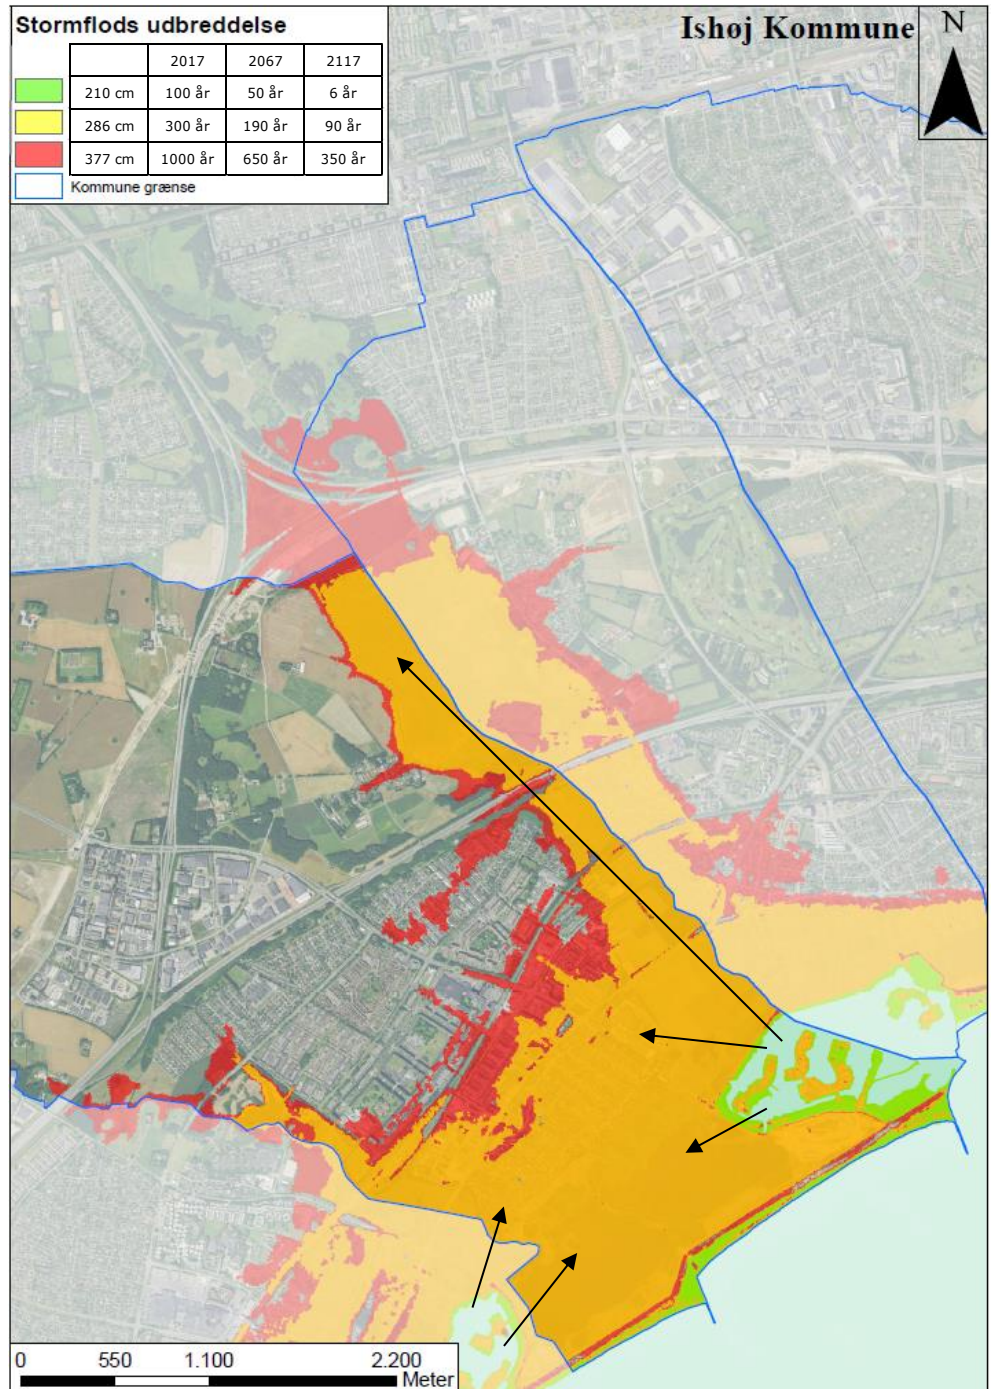 Stormflods udbreddelse
2017 2067 2117
210 cm 100 år 50 år 6 år
286 cm 300 år 190 år 90 år
377 cm 1000 år 650 år 350 år
Kommune grænse
Ishøj Kommune
N
0 550 1.100 2.200
Meter